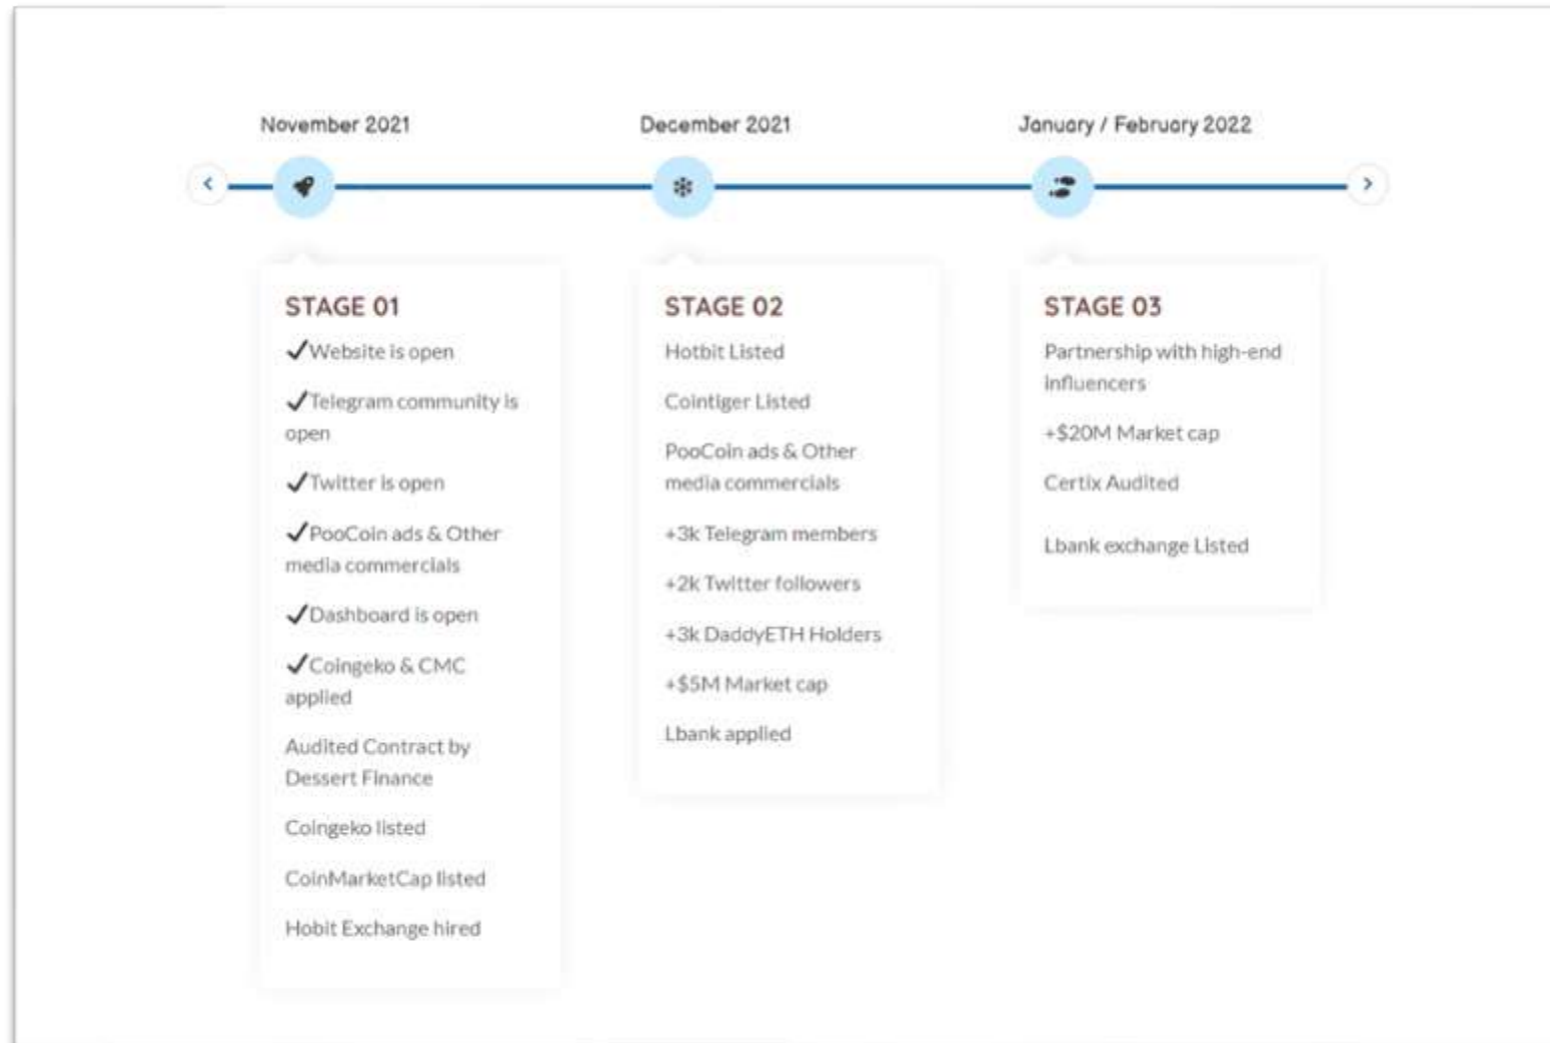 November 2021
December 2021
January / February 2022
STAGE 01
✓Website is open
✓Telegram community is
open
✓Twitter is open
✓PooCoin ads & Other
media commercials
✓Dashboard is open
✓Coingeko & CMC
applied
Audited Contract by
Dessert Finance
Coingeko listed
CoinMarketCap listed
Hobit Exchange hired
STAGE 02
Hotbit Listed
Cointiger Listed
PooCoin ads & Other
media commercials
+3k Telegram members
+2k Twitter followers
+3k DaddyETH Holders
+$5M Market cap
Lbank applied
STAGE 03
Partnership with high-end
influencers
+$20M Market cap
Certix Audited
Lbank exchange Listed